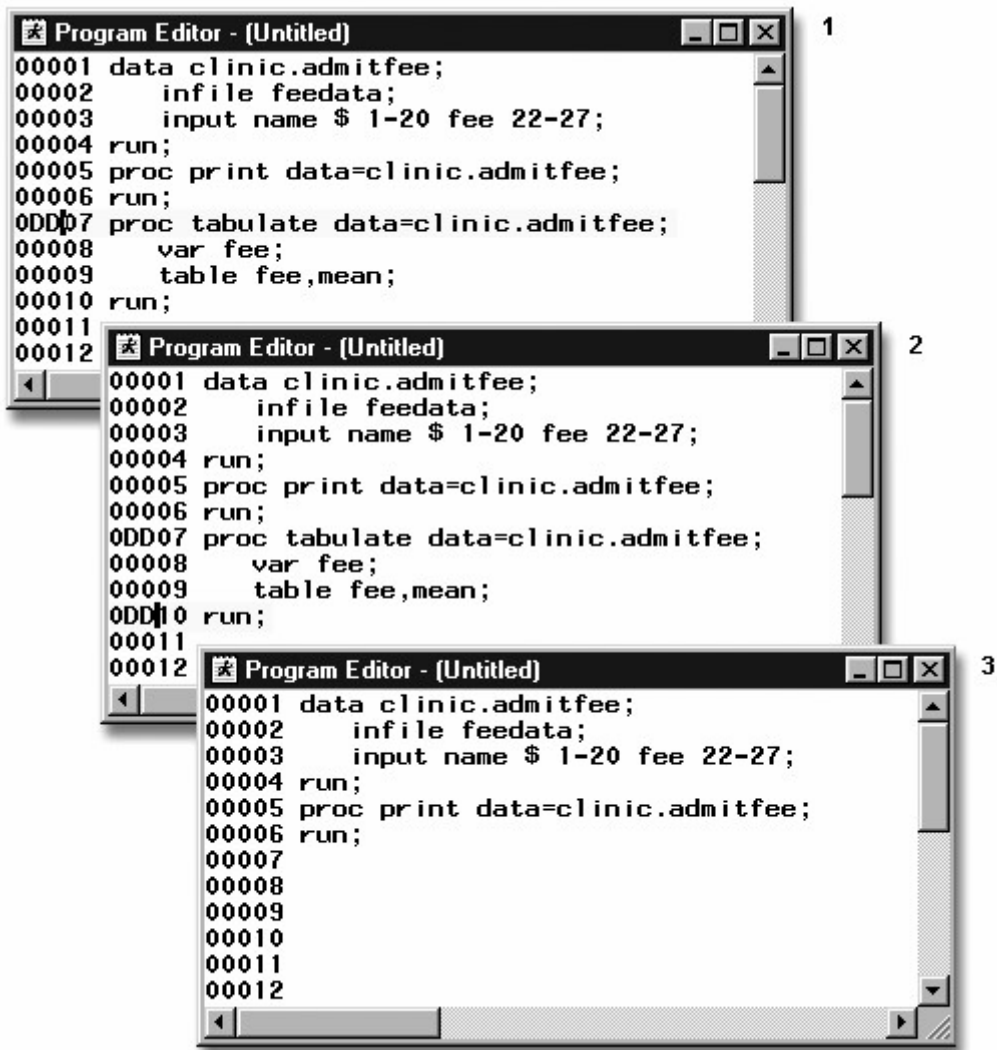 Program Editor - (Untitled)
1
00001 data clinic.admitfee;
00002 infile feedata;
00003 input name $ 1-20 fee 22-27;
00004 run;
00005 proc print data=clinic.admitfee;
00006 run;
0DD07 proc tabulate data=clinic.admitfee;
00008 var fee;
00009 table fee,mean;
00010 run;
00011
00012
Program Editor - (Untitled)
2
00001 data clinic.admitfee;
00002 infile feedata;
00003 input name $ 1-20 fee 22-27;
00004 run;
00005 proc print data=clinic.admitfee;
00006 run;
0DD07 proc tabulate data=clinic.admitfee;
00008 var fee;
00009 table fee,mean;
0DD10 run;
00011
00012
Program Editor - (Untitled)
3
00001 data clinic.admitfee;
00002 infile feedata;
00003 input name $ 1-20 fee 22-27;
00004 run;
00005 proc print data=clinic.admitfee;
00006 run;
00007
00008
00009
00010
00011
00012